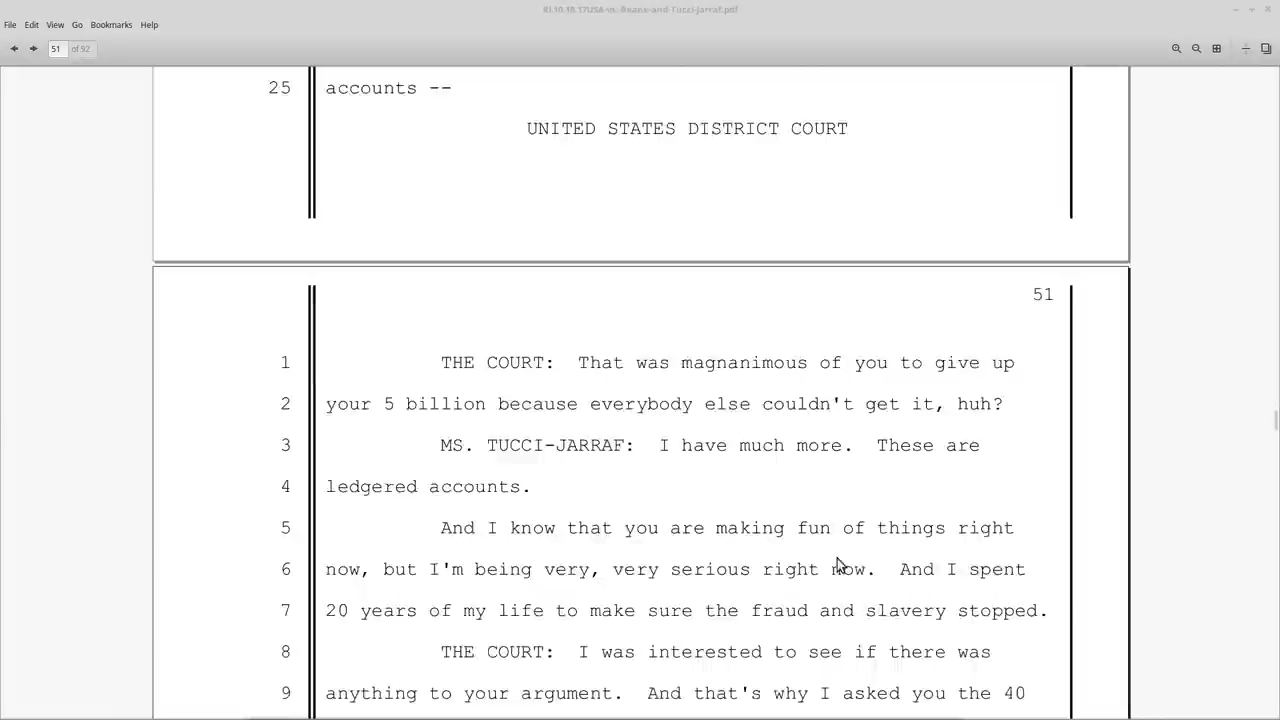 File Edit View Go Bookmarks Help
51 of 92
25 accounts --
UNITED STATES DISTRICT COURT
51
1 THE COURT: That was magnanimous of you to give up
2 your 5 billion because everybody else couldn't get it, huh?
3 MS. TUCCI-JARRAF: I have much more. These are
4 ledgered accounts.
5 And I know that you are making fun of things right
6 now, but I'm being very, very serious right now. And I spent
7 20 years of my life to make sure the fraud and slavery stopped.
8 THE COURT: I was interested to see if there was
9 anything to your argument. And that's why I asked you the 40